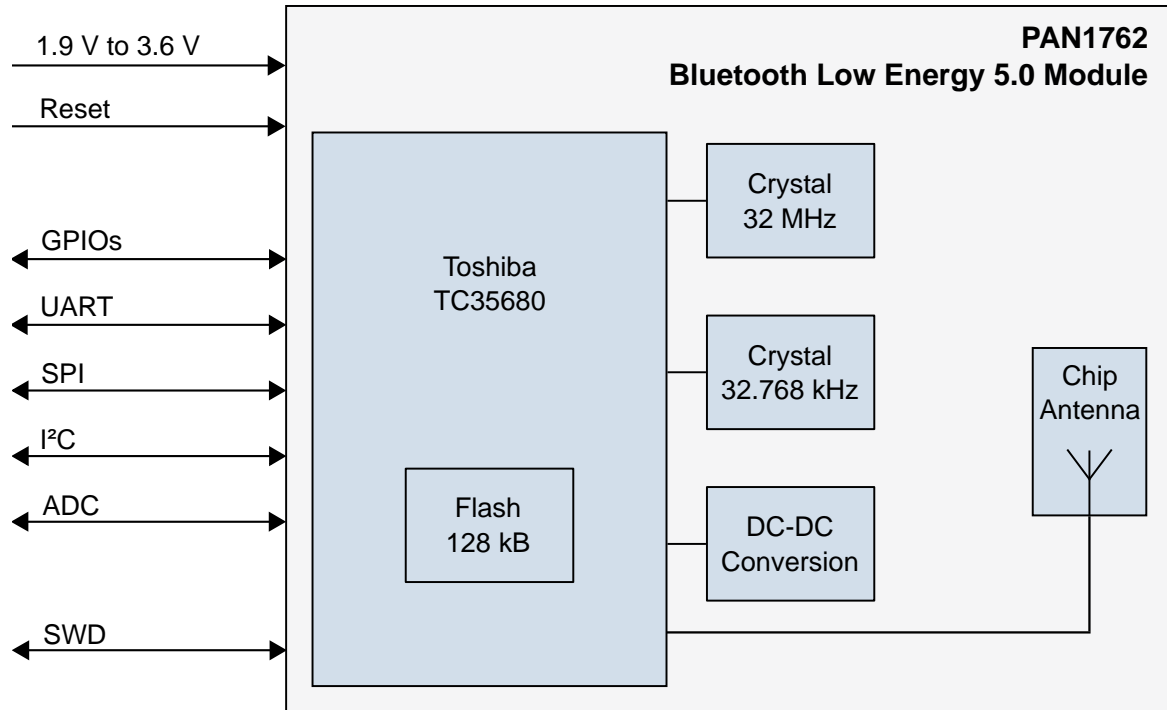 1.9 V to 3.6 V
Reset
GPIOs
UART
SPI
I²C
ADC
SWD
PAN1762
Bluetooth Low Energy 5.0 Module
Toshiba
TC35680
Flash
128 kB
Crystal
32 MHz
Crystal
32.768 kHz
DC-DC
Conversion
Chip
Antenna